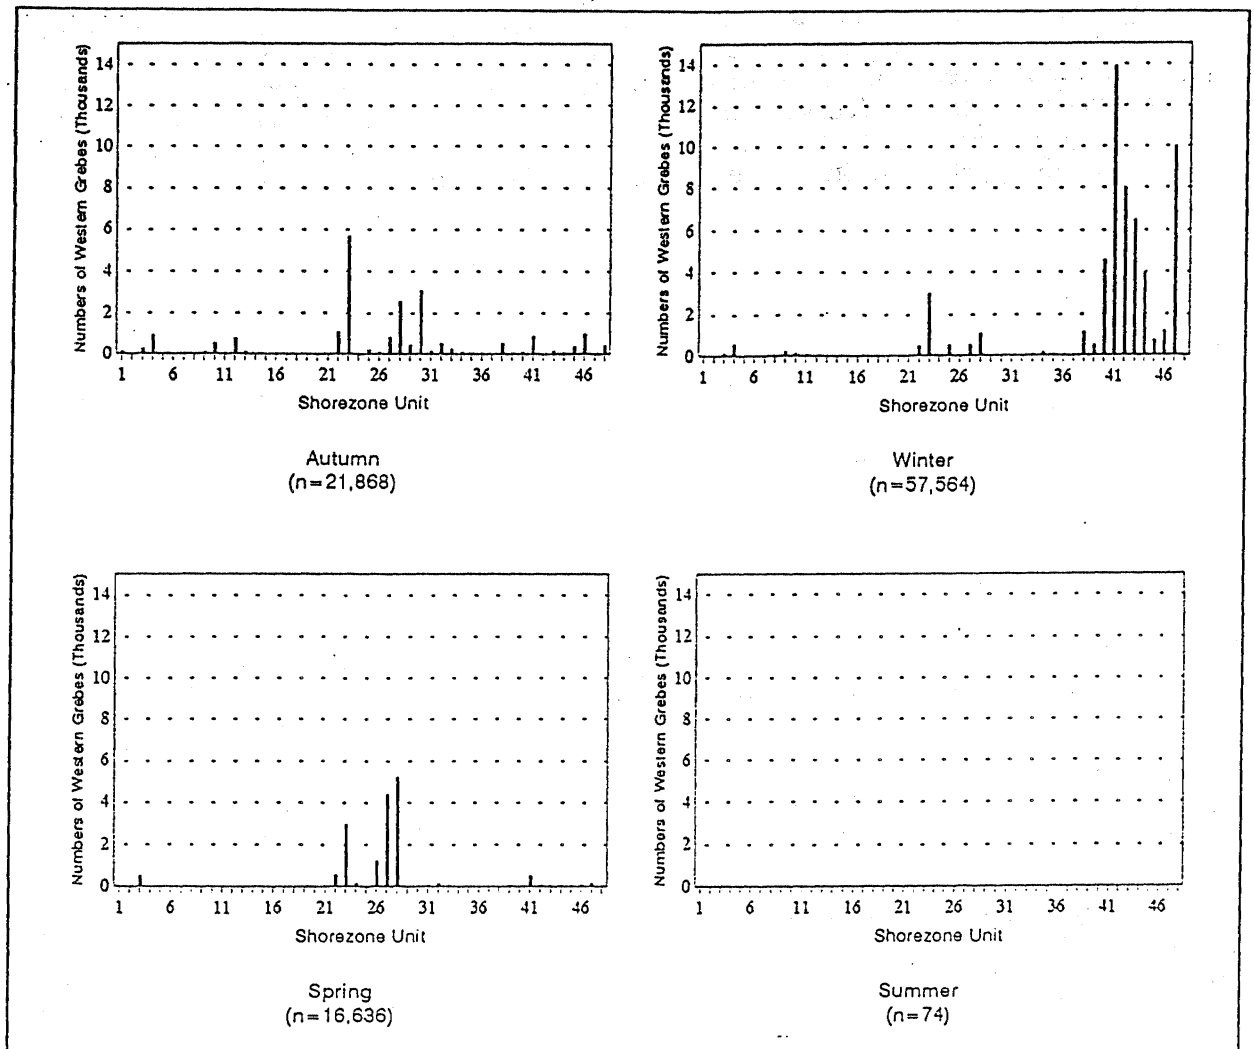 Numbers of Western Grebes (Thousands)
14
12
10
8
6
4
2
0
1 6 11 16 21 26 31 36 41 46
Shorezone Unit
Autumn
(n=21,868)
Numbers of Western Grebes (Thousands)
14
12
10
8
6
4
2
0
1 6 11 16 21 26 31 36 41 46
Shorezone Unit
Winter
(n=57,564)
Numbers of Western Grebes (Thousands)
14
12
10
8
6
4
2
0
1 6 11 16 21 26 31 36 41 46
Shorezone Unit
Spring
(n=16,636)
Numbers of Western Grebes (Thousands)
14
12
10
8
6
4
2
0
1 6 11 16 21 26 31 36 41 46
Shorezone Unit
Summer
(n=74)